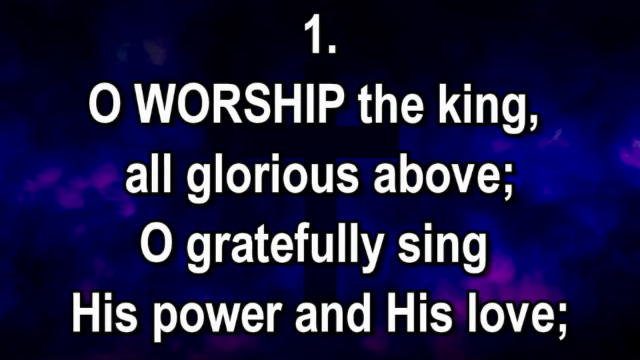 1.
O WORSHIP the king,
all glorious above;
O gratefully sing
His power and His love;